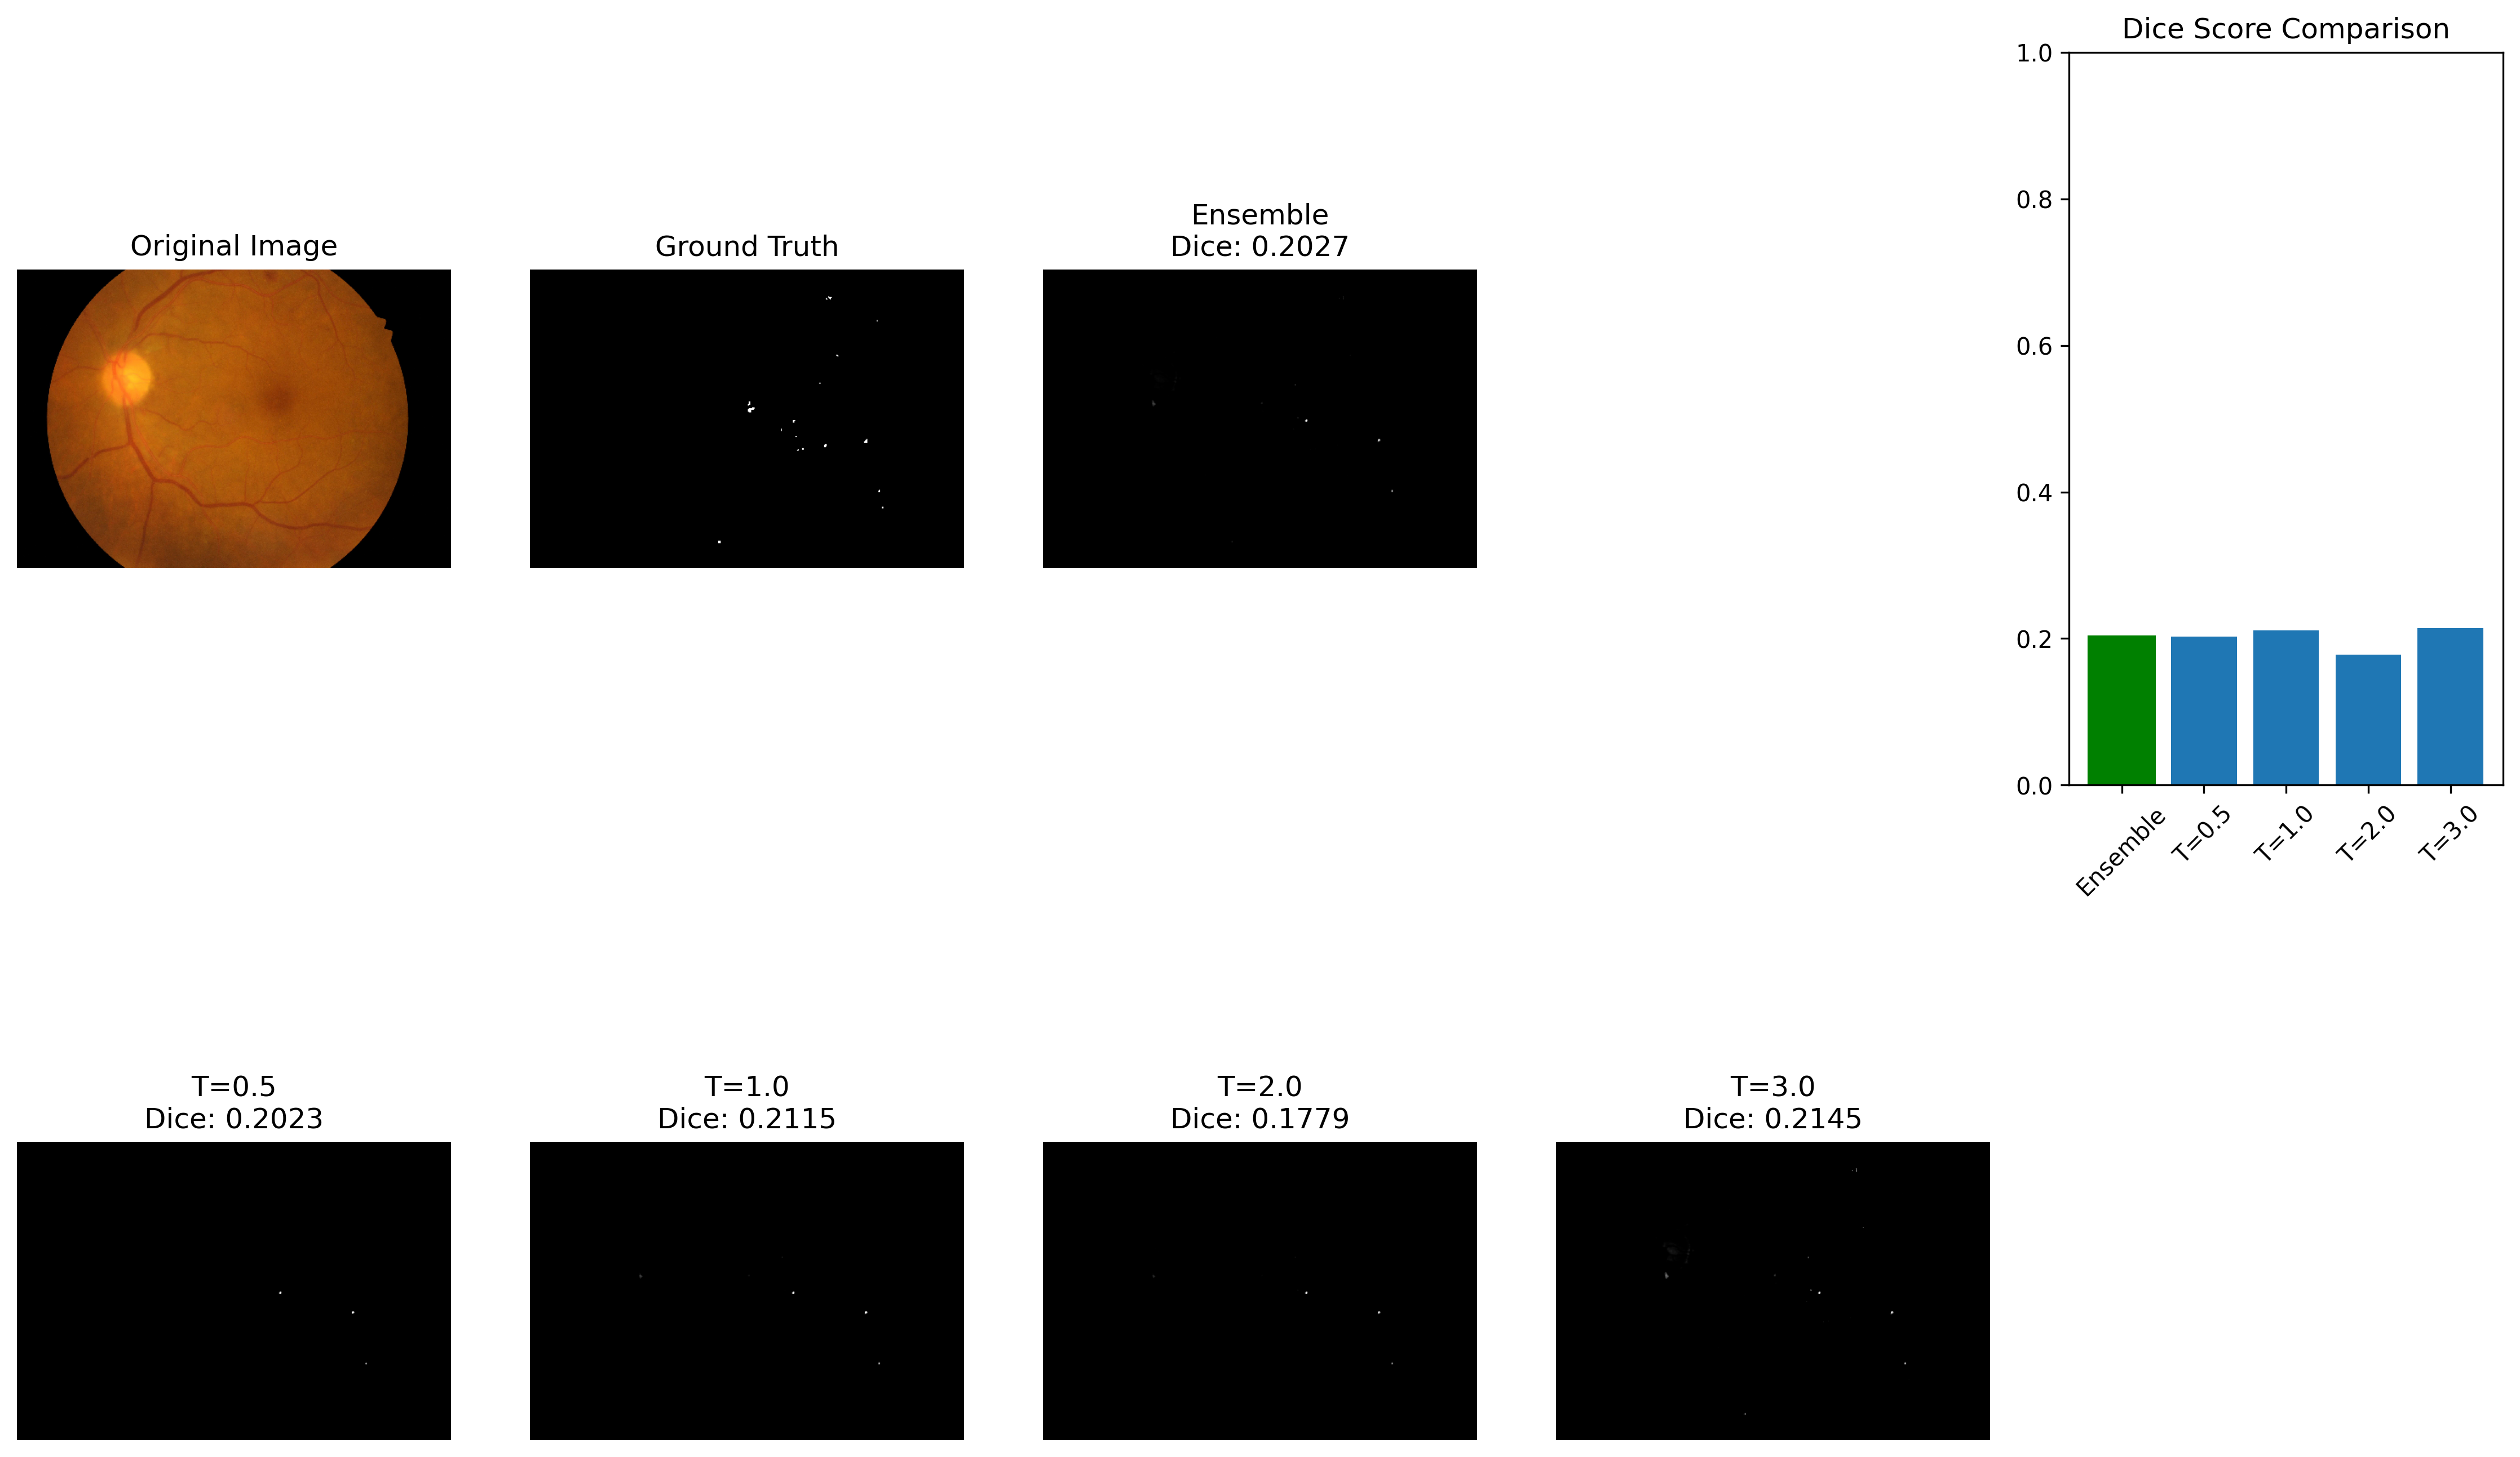 Original Image
Ground Truth
Ensemble
Dice: 0.2027
Dice Score Comparison
1.0
0.8
0.6
0.4
0.2
0.0
Ensemble
T=0.5
T=1.0
T=2.0
T=3.0
T=0.5
Dice: 0.2023
T=1.0
Dice: 0.2115
T=2.0
Dice: 0.1779
T=3.0
Dice: 0.2145